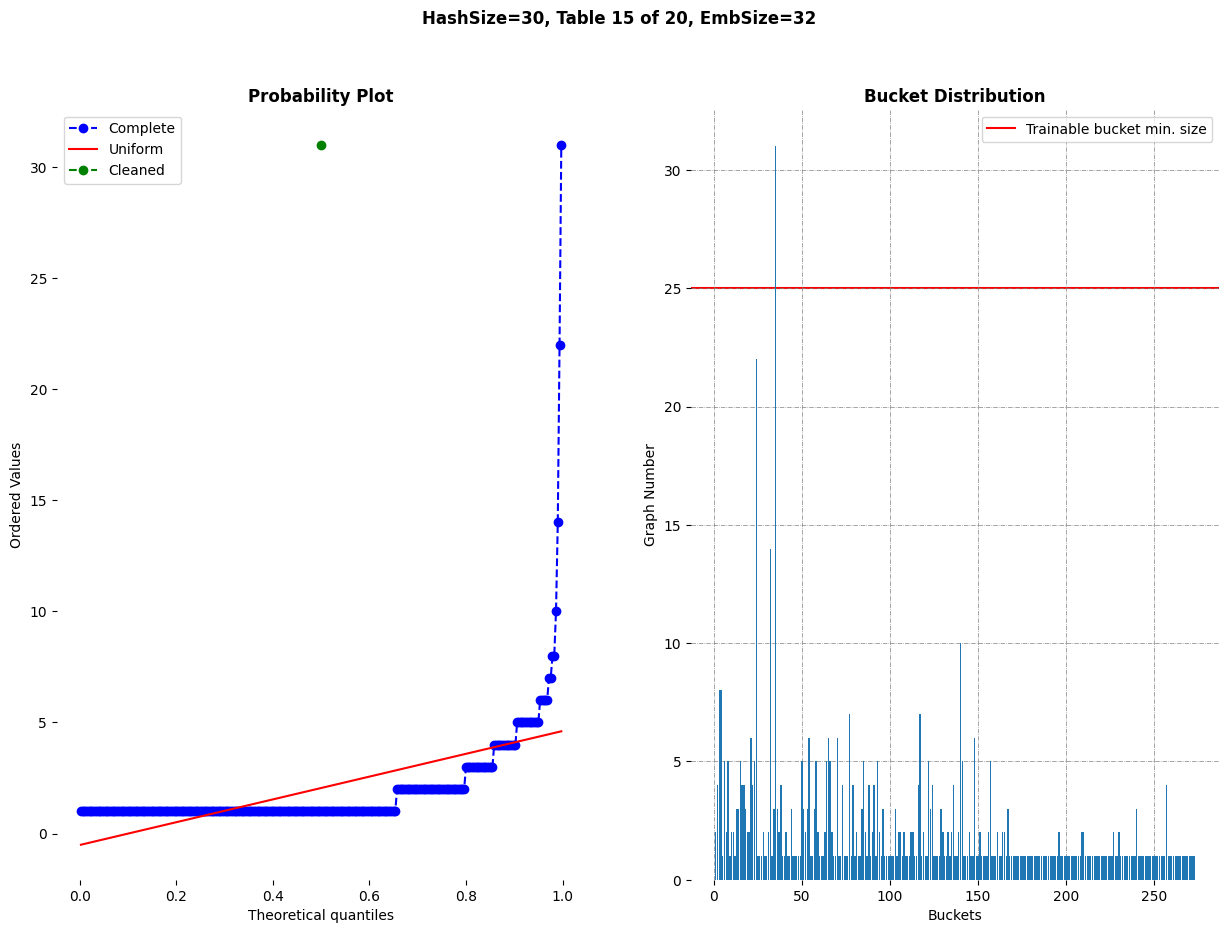 HashSize=30, Table 15 of 20, EmbSize=32
Probability Plot
Complete
Uniform
Cleaned
30
25
20
15
10
5
0
Ordered Values
0.0 0.2 0.4 0.6 0.8 1.0
Theoretical quantiles
Bucket Distribution
Trainable bucket min. size
30
25
20
15
10
5
0
Graph Number
0 50 100 150 200 250
Buckets